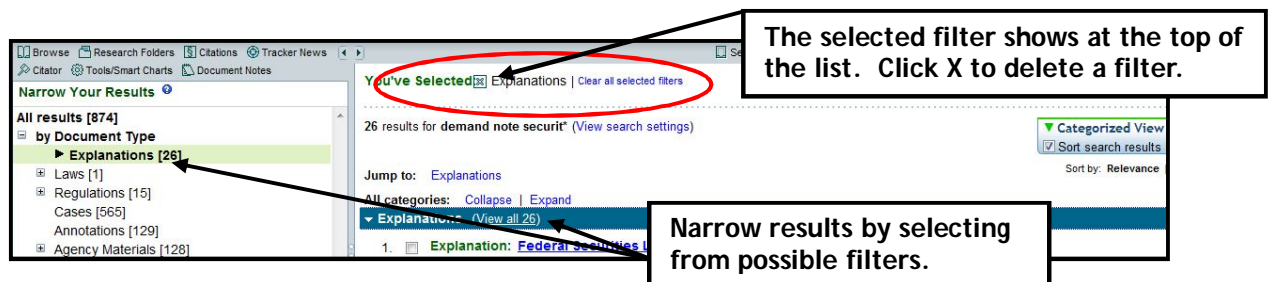 Browse Research Folders Citations Tracker News
Citator Tools/Smart Charts Document Notes
Narrow Your Results
All results [874]
by Document Type
Explanations [26]
Laws [1]
Regulations [15]
Cases [565]
Annotations [129]
Agency Materials [128]
You've Selected Explanations | Clear all selected filters
26 results for demand note securit* (View search settings)
Jump to: Explanations
All categories: Collapse | Expand
Explanations (View all 26)
1. Explanation: Federal Securities
Categorized View
Sort search results
Sort by: Relevance
The selected filter shows at the top of
the list. Click X to delete a filter.
Narrow results by selecting
from possible filters.